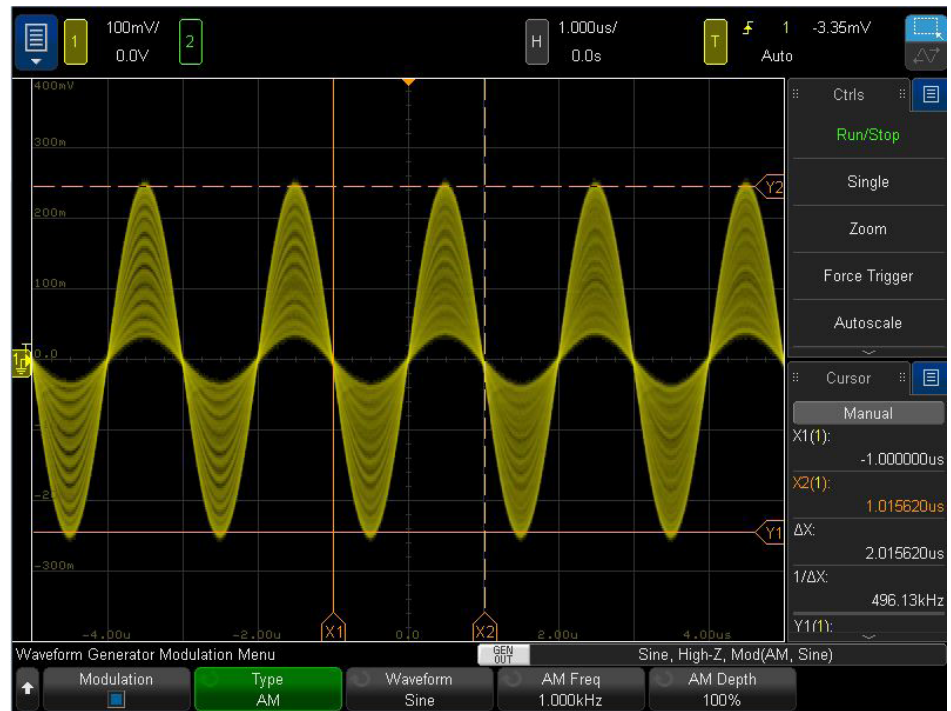 1 100mV/ 2 H 1.000us/ T 1 -3.35mV
0.0V 0.0s Auto
400mV
300m
200m
100m
0.0
-300m
-4.00u -2.00u 0.0 2.00u 4.00us
Y2
Y1
X1 X2
T
1
Ctrls
Run/Stop
Single
Zoom
Force Trigger
Autoscale
Cursor
Manual
X1(1):
-1.000000us
X2(1):
1.015620us
ΔX:
2.015620us
1/ΔX:
496.13kHz
Y1(1):
Waveform Generator Modulation Menu GEN OUT Sine, High-Z, Mod(AM, Sine)
Modulation Type Waveform AM Freq AM Depth
AM Sine 1.000kHz 100%